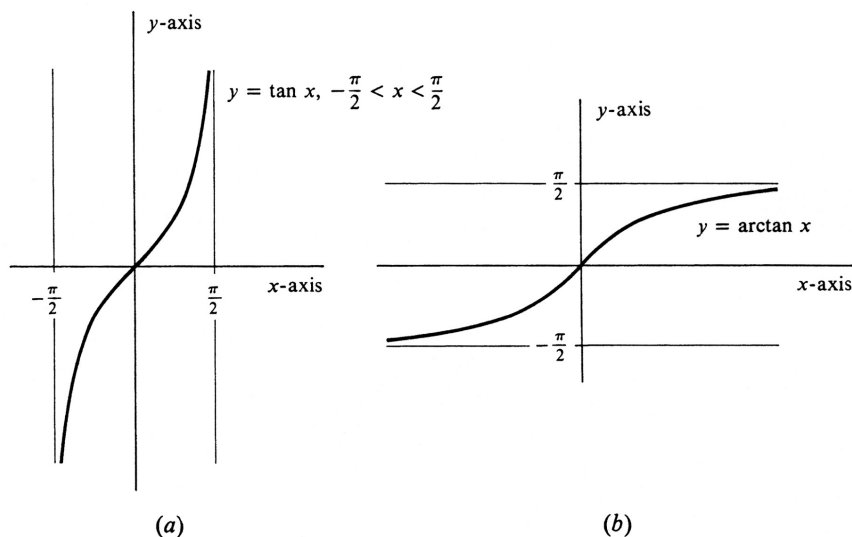 y-axis
y = tan x, −π/2 < x < π/2
−π/2
π/2
x-axis
(a)
y-axis
π/2
y = arctan x
x-axis
−π/2
(b)